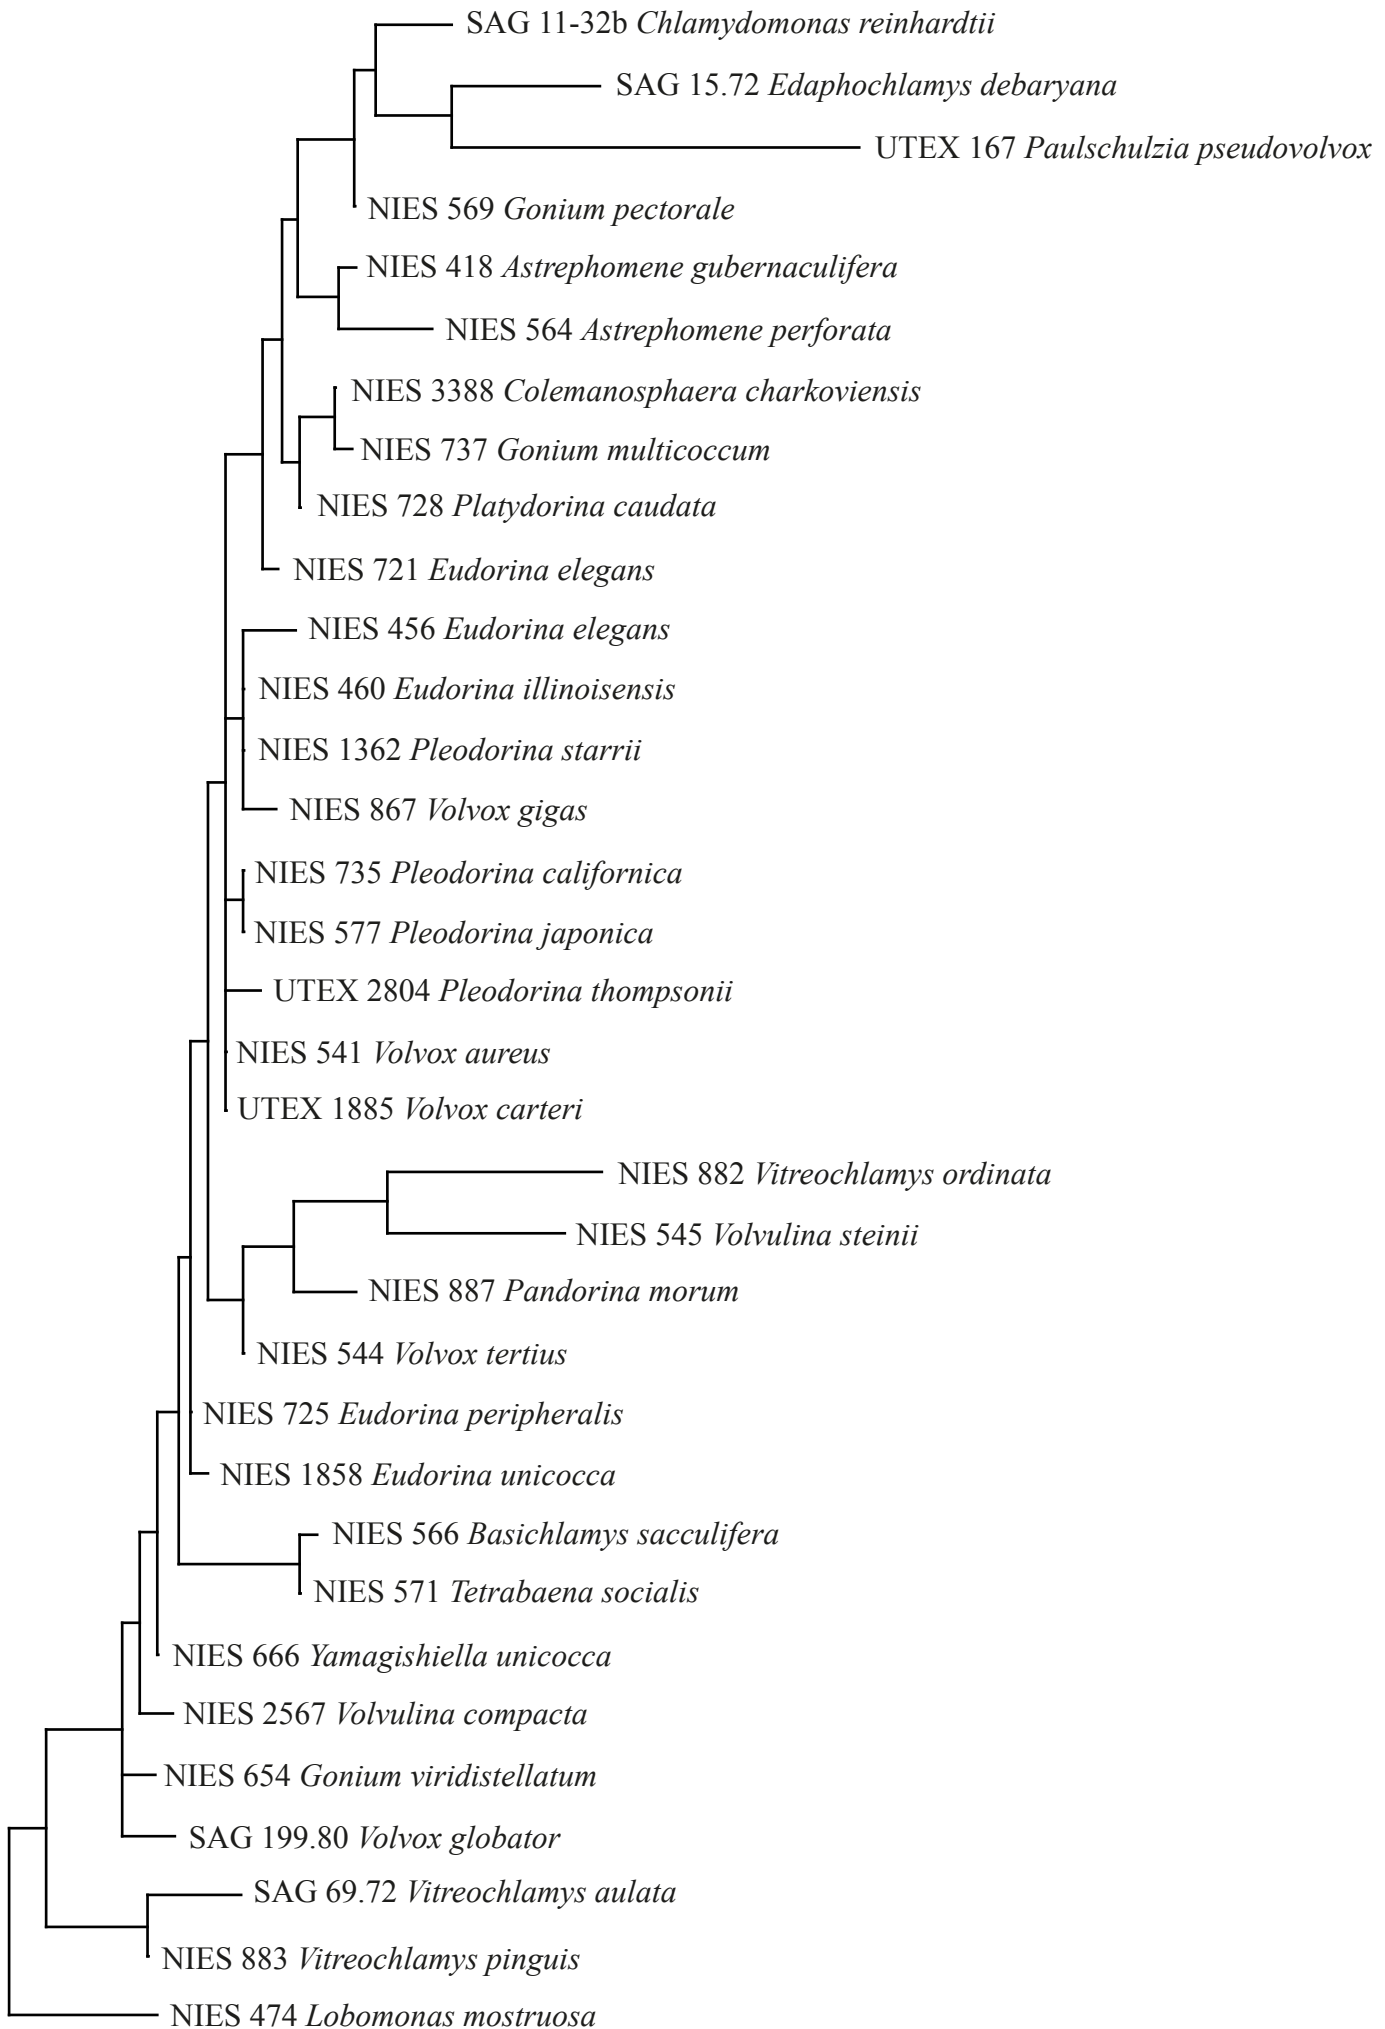 SAG 11-32b Chlamydomonas reinhardtii
SAG 15.72 Edaphochlamys debaryana
UTEX 167 Paulschulzia pseudovolvox
NIES 569 Gonium pectorale
NIES 418 Astrephomene gubernaculifera
NIES 564 Astrephomene perforata
NIES 3388 Colemanosphaera charkoviensis
NIES 737 Gonium multicoccum
NIES 728 Platydorina caudata
NIES 721 Eudorina elegans
NIES 456 Eudorina elegans
NIES 460 Eudorina illinoisensis
NIES 1362 Pleodorina starrii
NIES 867 Volvox gigas
NIES 735 Pleodorina californica
NIES 577 Pleodorina japonica
UTEX 2804 Pleodorina thompsonii
NIES 541 Volvox aureus
UTEX 1885 Volvox carteri
NIES 882 Vitreochlamys ordinata
NIES 545 Volvulina steinii
NIES 887 Pandorina morum
NIES 544 Volvox tertius
NIES 725 Eudorina peripheralis
NIES 1858 Eudorina unicocca
NIES 566 Basichlamys sacculifera
NIES 571 Tetrabaena socialis
NIES 666 Yamagishiella unicocca
NIES 2567 Volvulina compacta
NIES 654 Gonium viridistellatum
SAG 199.80 Volvox globator
SAG 69.72 Vitreochlamys aulata
NIES 883 Vitreochlamys pinguis
NIES 474 Lobomonas mostruosa